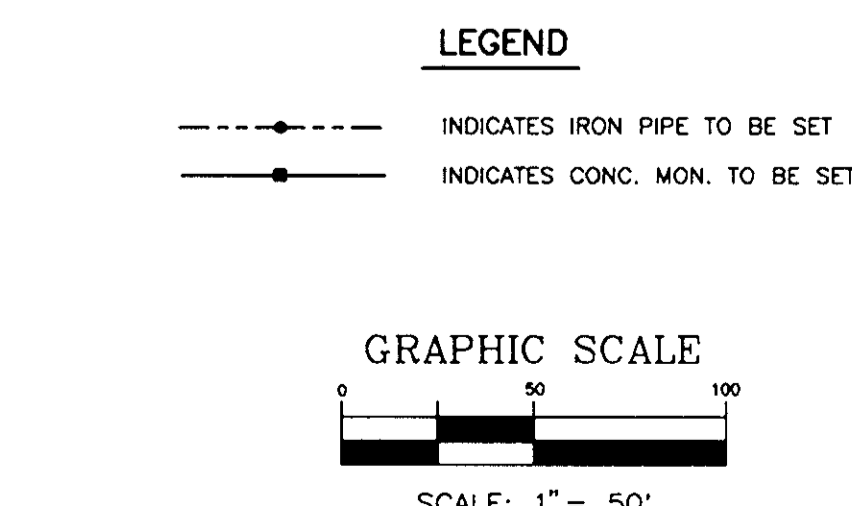 LEGEND
INDICATES IRON PIPE TO BE SET
INDICATES CONC. MON. TO BE SET
GRAPHIC SCALE
0 50 100
SCALE: 1" = 50'